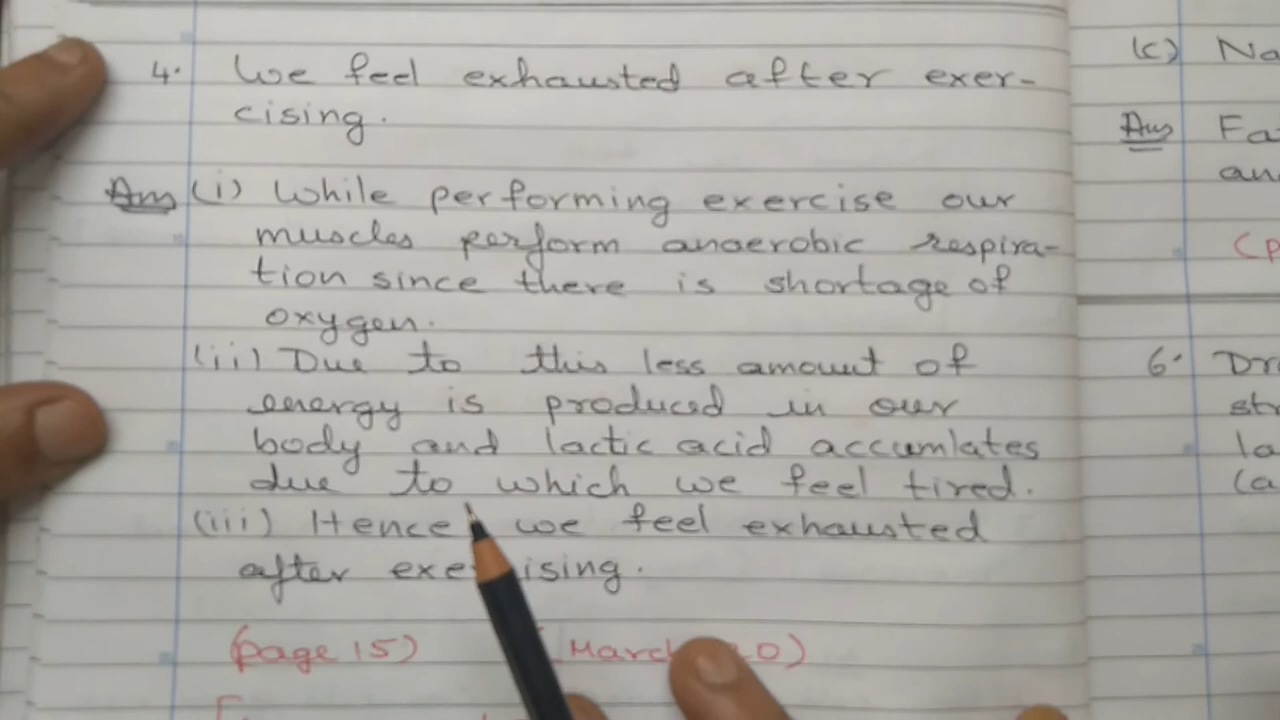 4. We feel exhausted after exer-
cising.
Ans (i) While performing exercise our
muscles perform anaerobic respira-
tion since there is shortage of
oxygen.
(ii) Due to this less amount of
energy is produced in our
body and lactic acid accumlates
due to which we feel tired.
(iii) Hence we feel exhausted
after exe ising.
(page 15)
(c) Na
Ans Fa
an
6. Dr
st
la
(a